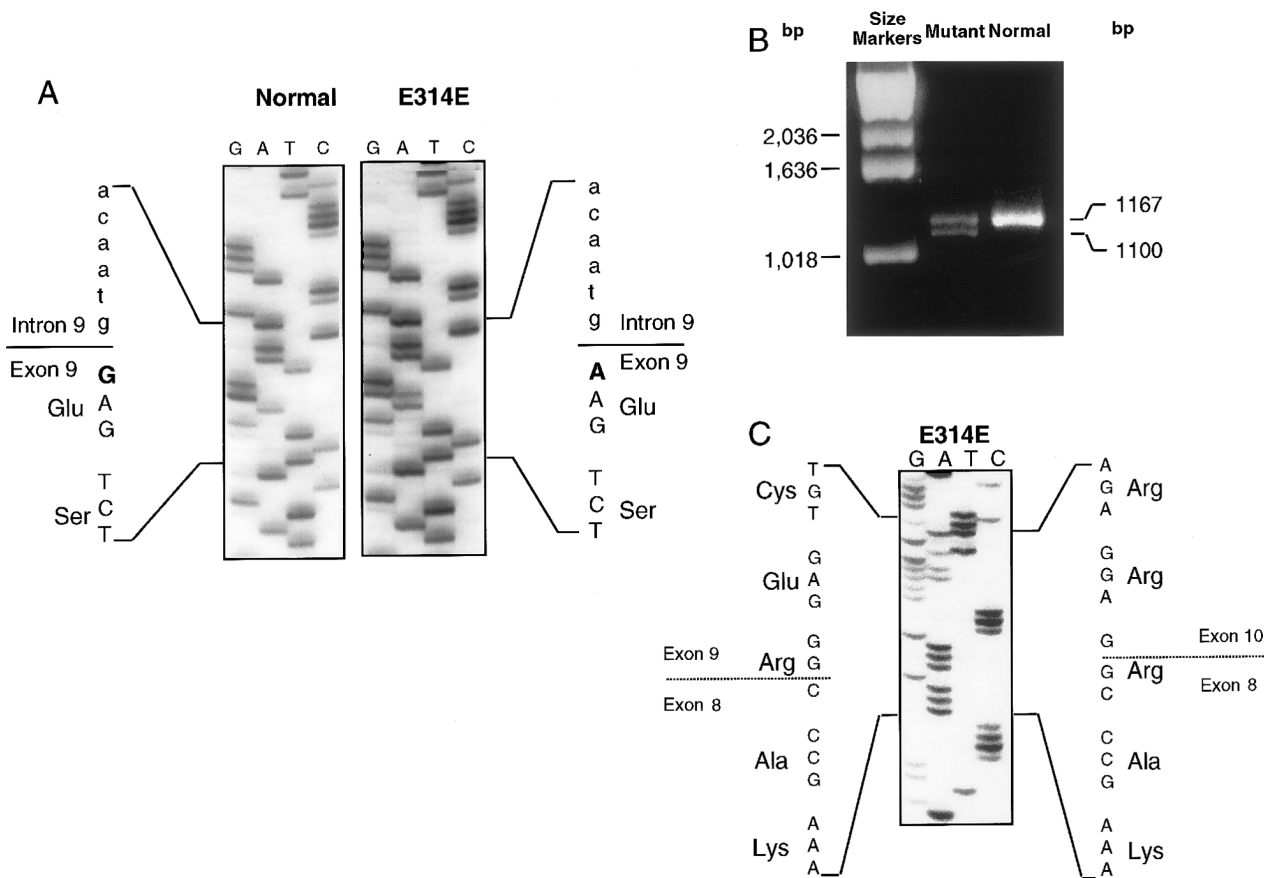 A
Normal E314E
G A T C G A T C
a
c
a
a
t
g
Intron 9
Exon 9
G
A
G
Glu
T
C
T
Ser
a
c
a
a
t
g
Intron 9
Exon 9
A
A
G
Glu
T
C
T
Ser
B
bp Size Markers Mutant Normal bp
2,036
1,636
1,018
1167
1100
C
E314E
G A T C
T
G
T
Cys
G
A
G
Glu
G
G
C
Arg
Exon 9
Exon 8
C
C
G
Ala
A
A
A
Lys
A
G
A
Arg
G
G
A
Arg
G
G
C
Arg
Exon 10
Exon 8
C
C
G
Ala
A
A
A
Lys